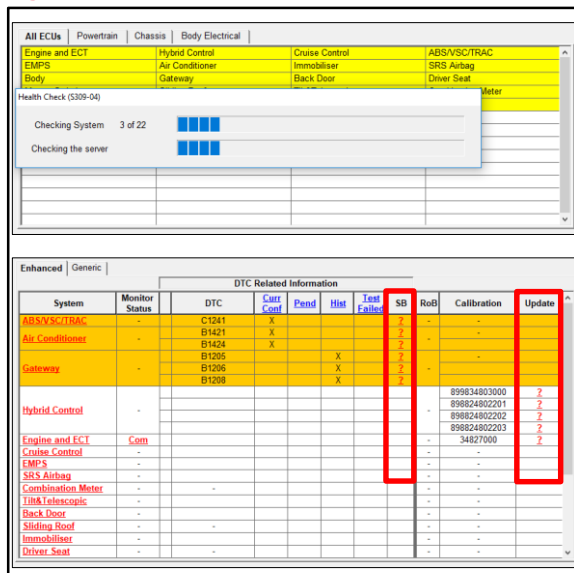 All ECUs Powertrain Chassis Body Electrical
Engine and ECT Hybrid Control Cruise Control ABS/VSC/TRAC
EMPS Air Conditioner Immobiliser SRS Airbag
Body Gateway Back Door Driver Seat
Meter
Health Check (S309-04)
Checking System 3 of 22
Checking the server
Enhanced Generic
DTC Related Information
System Monitor Status DTC Curr Conf Pend Hist Test Failed SB RoB Calibration Update
ABS/VSC/TRAC - C1241 X ? - -
Air Conditioner - B1421 X ? - -
B1424 X ?
Gateway - B1205 X ? - -
B1206 X ?
B1208 X ?
Hybrid Control - - 899834803000 ?
898824802201 ?
898824802202 ?
898824802203 ?
Engine and ECT Com - 34827000 ?
Cruise Control - - -
EMPS - - -
SRS Airbag - - -
Combination Meter - - - -
Tilt&Telescopic - - -
Back Door - - -
Sliding Roof - - - -
Immobiliser - - -
Driver Seat - - - -